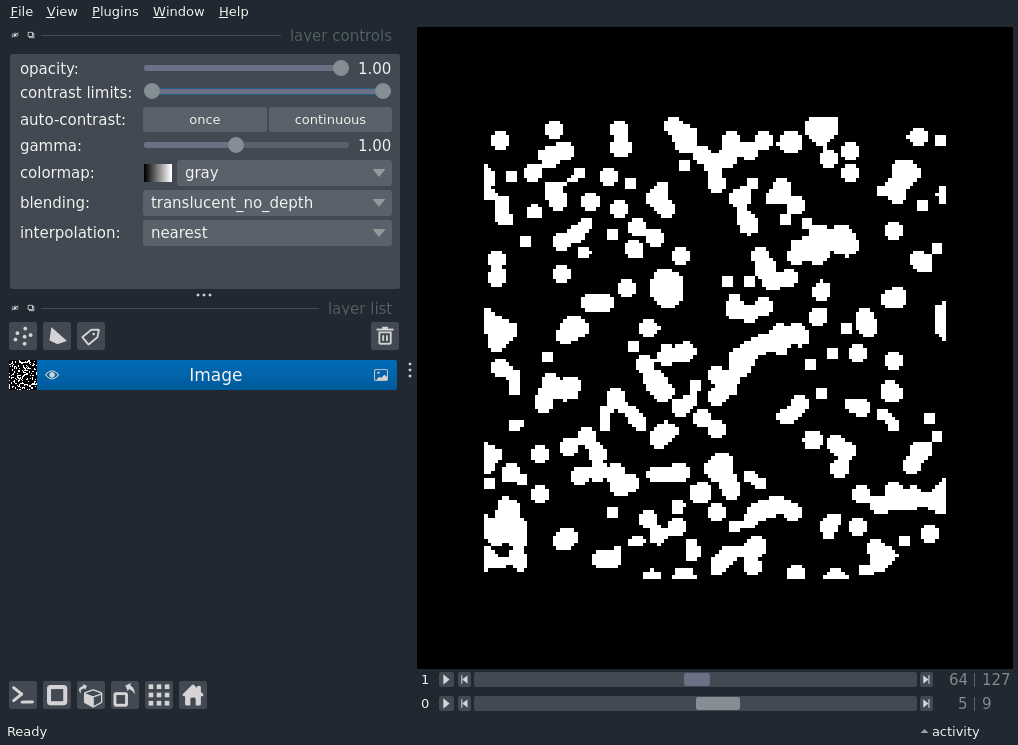 File View Plugins Window Help
layer controls
opacity: 1.00
contrast limits:
auto-contrast: once continuous
gamma: 1.00
colormap: gray
blending: translucent_no_depth
interpolation: nearest
layer list
Image
1 64 | 127
0 5 | 9
Ready activity